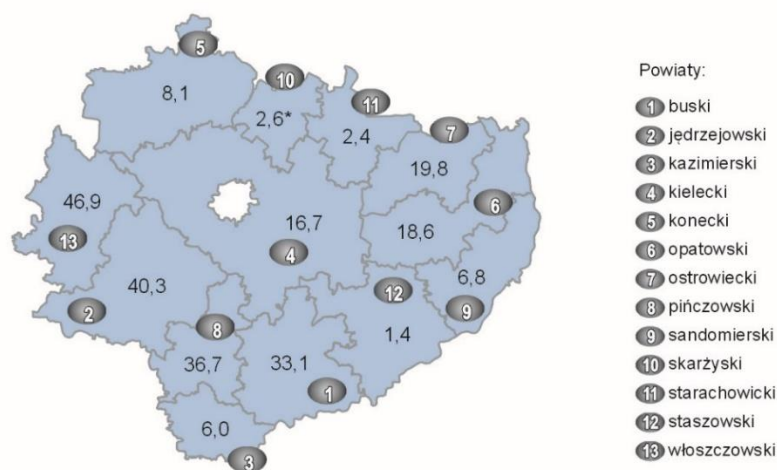 5
10
8,1
11
2,6*
2,4
7
19,8
46,9
6
16,7
18,6
13
4
40,3
12
6,8
2
9
8
1,4
36,7
33,1
1
6,0
3
Powiaty:
1 buski
2 jędrzejowski
3 kazimierski
4 kielecki
5 konecki
6 opatowski
7 ostrowiecki
8 pińczowski
9 sandomierski
10 skarżyski
11 starachowicki
12 staszowski
13 włoszczowski